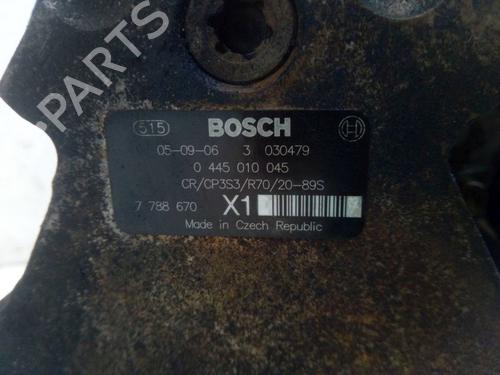 PARTS
515 BOSCH
05-09-06 3 030479
0 445 010 045
CR/CP3S3/R70/20-89S
7 788 670 X1
Made in Czech Republic